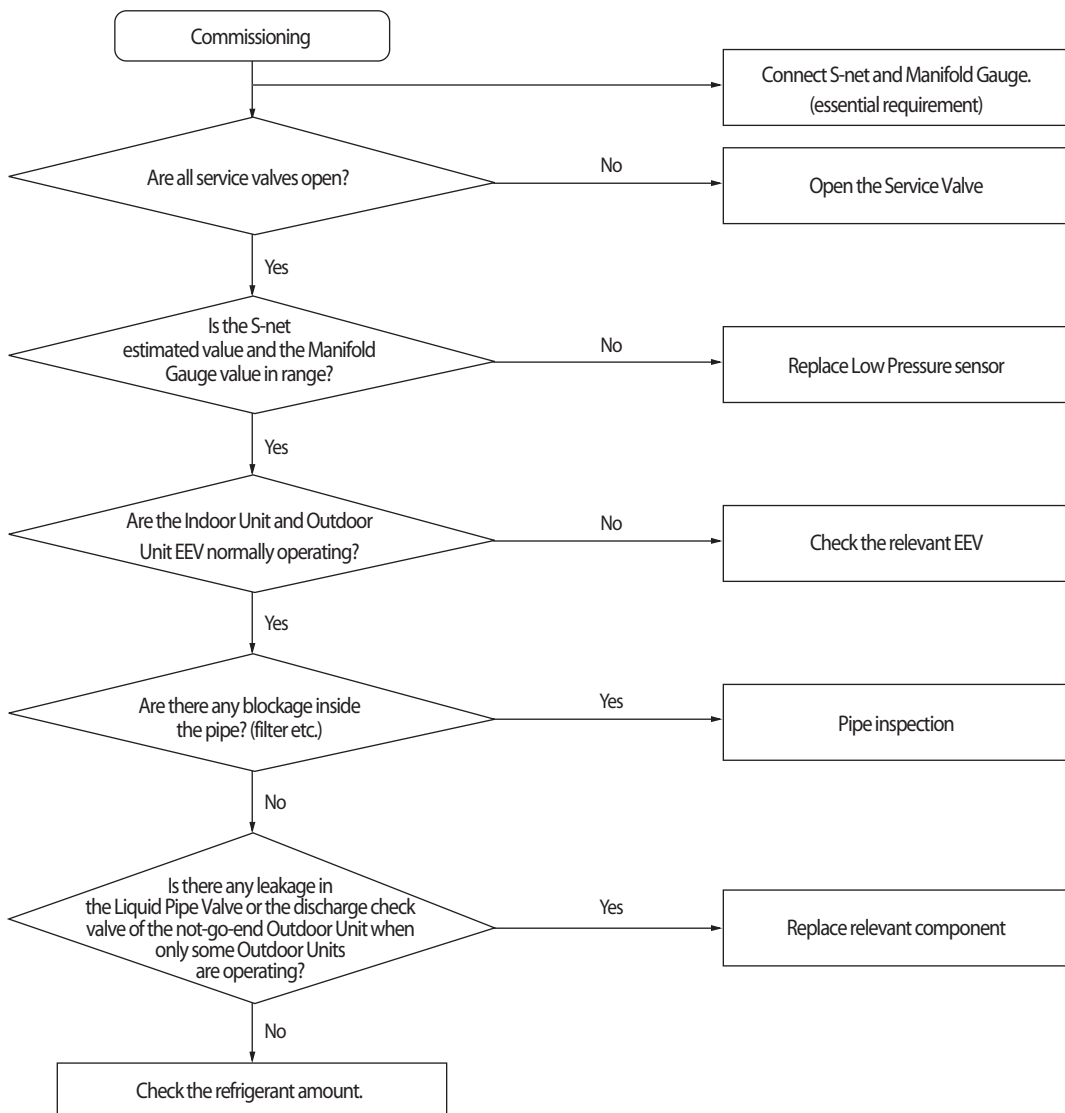 Commissioning
Connect S-net and Manifold Gauge.
(essential requirement)
Are all service valves open?
No
Open the Service Valve
Yes
Is the S-net
estimated value and the Manifold
Gauge value in range?
No
Replace Low Pressure sensor
Yes
Are the Indoor Unit and Outdoor
Unit EEV normally operating?
No
Check the relevant EEV
Yes
Are there any blockage inside
the pipe? (filter etc.)
Yes
Pipe inspection
No
Is there any leakage in
the Liquid Pipe Valve or the discharge check
valve of the not-go-end Outdoor Unit when
only some Outdoor Units
are operating?
Yes
Replace relevant component
No
Check the refrigerant amount.